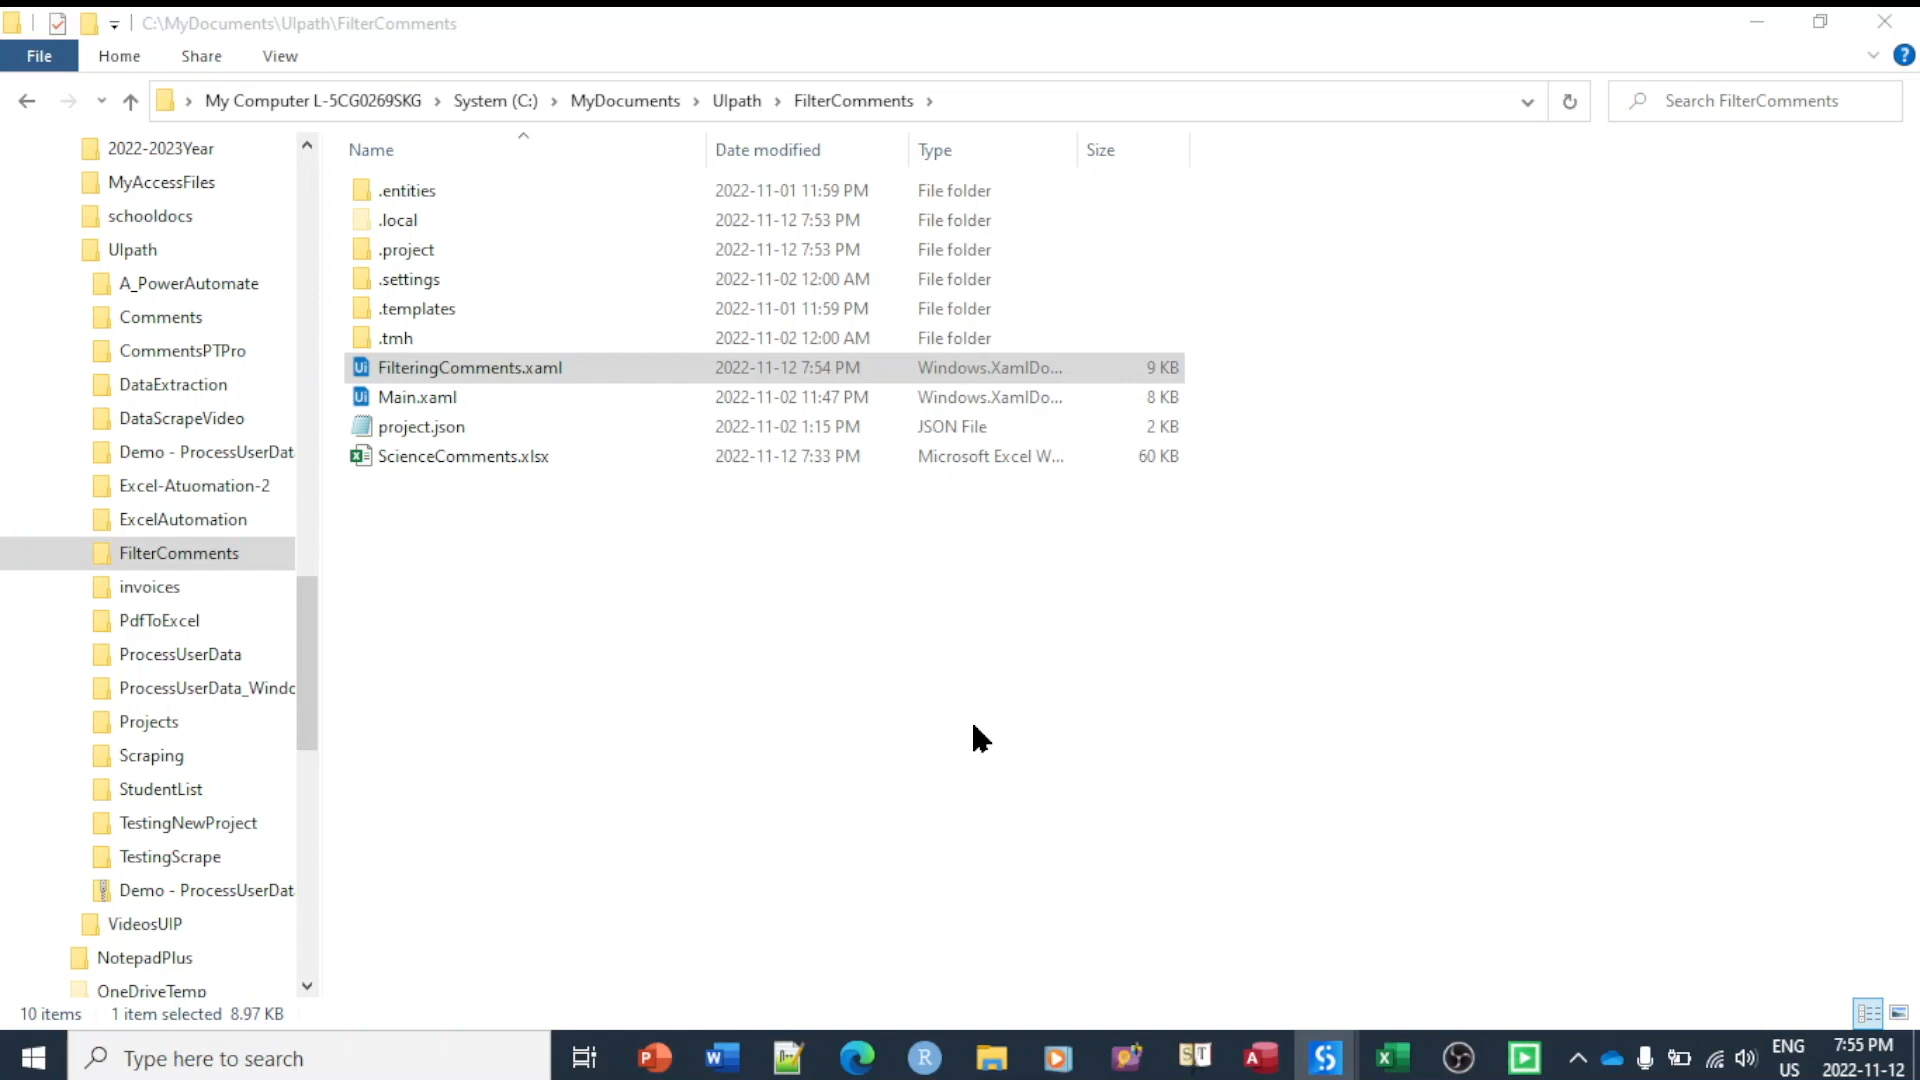 C:\MyDocuments\UIpath\FilterComments
File Home Share View
My Computer L-5CG0269SKG > System (C:) > MyDocuments > UIpath > FilterComments >
Search FilterComments
2022-2023Year
MyAccessFiles
schooldocs
UIpath
A_PowerAutomate
Comments
CommentsPTPro
DataExtraction
DataScrapeVideo
Demo - ProcessUserDat
Excel-Atuomation-2
ExcelAutomation
FilterComments
invoices
PdfToExcel
ProcessUserData
ProcessUserData_Windo
Projects
Scraping
StudentList
TestingNewProject
TestingScrape
Demo - ProcessUserDat
VideosUIP
NotepadPlus
OneDriveTemp
Name Date modified Type Size
.entities 2022-11-01 11:59 PM File folder
.local 2022-11-12 7:53 PM File folder
.project 2022-11-12 7:53 PM File folder
.settings 2022-11-02 12:00 AM File folder
.templates 2022-11-01 11:59 PM File folder
.tmh 2022-11-02 12:00 AM File folder
FilteringComments.xaml 2022-11-12 7:54 PM Windows.XamlDo... 9 KB
Main.xaml 2022-11-02 11:47 PM Windows.XamlDo... 8 KB
project.json 2022-11-02 1:15 PM JSON File 2 KB
ScienceComments.xlsx 2022-11-12 7:33 PM Microsoft Excel W... 60 KB
10 items 1 item selected 8.97 KB
Type here to search
ENG
US
7:55 PM
2022-11-12